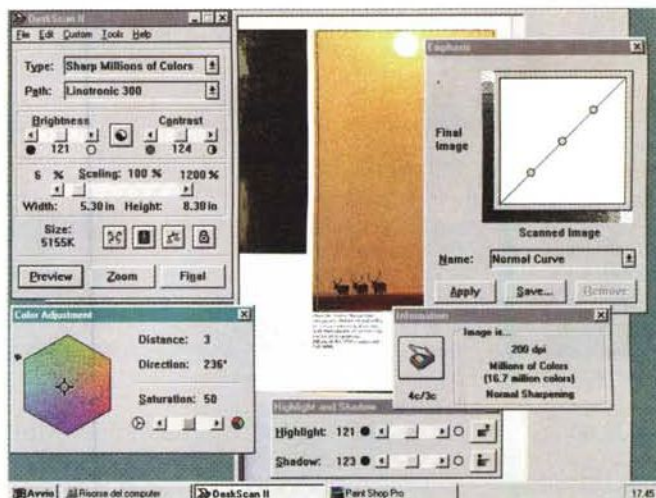 DeskScan II
File Edit Custom Tools Help
Type: Sharp Millions of Colors
Path: Linotronic 300
Brightness Contrast
121 124
6 % Scaling: 100 % 1200 %
Width: 5.30 in Height: 8.30 in
Size:
5155K
Preview Zoom Final
Emphasis
Final
Image
Scanned Image
Name: Normal Curve
Apply Save... Remove
Color Adjustment
Distance: 3
Direction: 236°
Saturation: 50
Information
Image is...
200 dpi
Millions of Colors
(16.7 million colors)
Normal Sharpening
4c/3c
Highlight and Shadow
Highlight: 121
Shadow: 123
Avvio Risorse del computer DeskScan II Paint Shop Pro 17.45